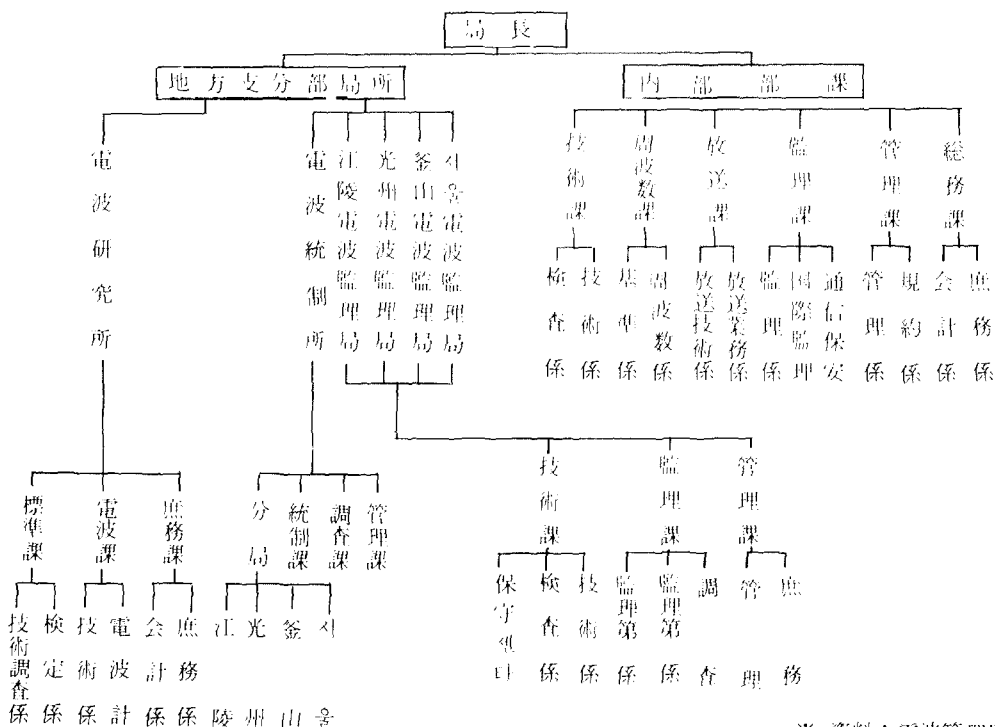 局長
地方支分部局所
内部部課
電波研究所
電波統制所
江陵電波監理局
光州電波監理局
釜山電波監理局
서울電波監理局
技術課
周波数課
放送課
監理課
管理課
総務課
検査係
技術係
基準係
周波数係
放送技術係
放送業務係
監理係
国際監理
通信保安
管理係
規約係
会計係
庶務係
標準課
電波課
庶務課
分局
統制課
調査課
管理課
技術課
監理課
管理課
技術調査係
検定係
技術係
電波計
会計係
庶務係
江陵
光州
釜山
서울
保守센타
検査係
技術係
監理第係
監理第係
調査
管理
庶務